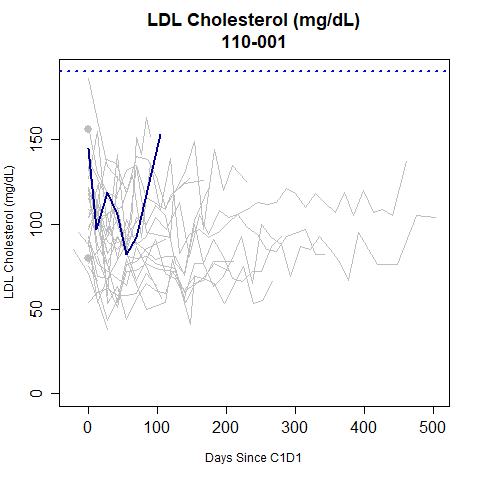 LDL Cholesterol (mg/dL)
110-001
LDL Cholesterol (mg/dL)
150
100
50
0
0 100 200 300 400 500
Days Since C1D1